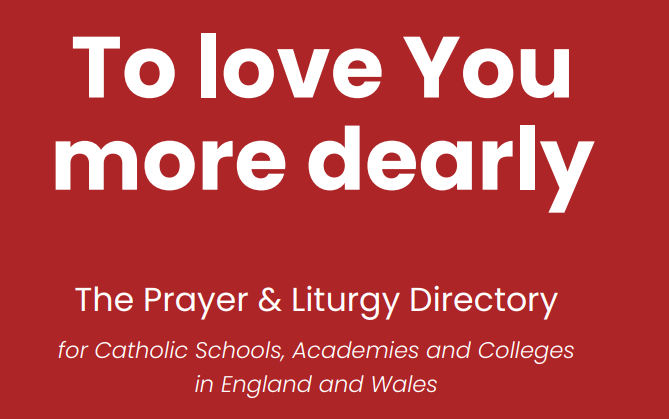 To love You
more dearly
The Prayer & Liturgy Directory
for Catholic Schools, Academies and Colleges
in England and Wales